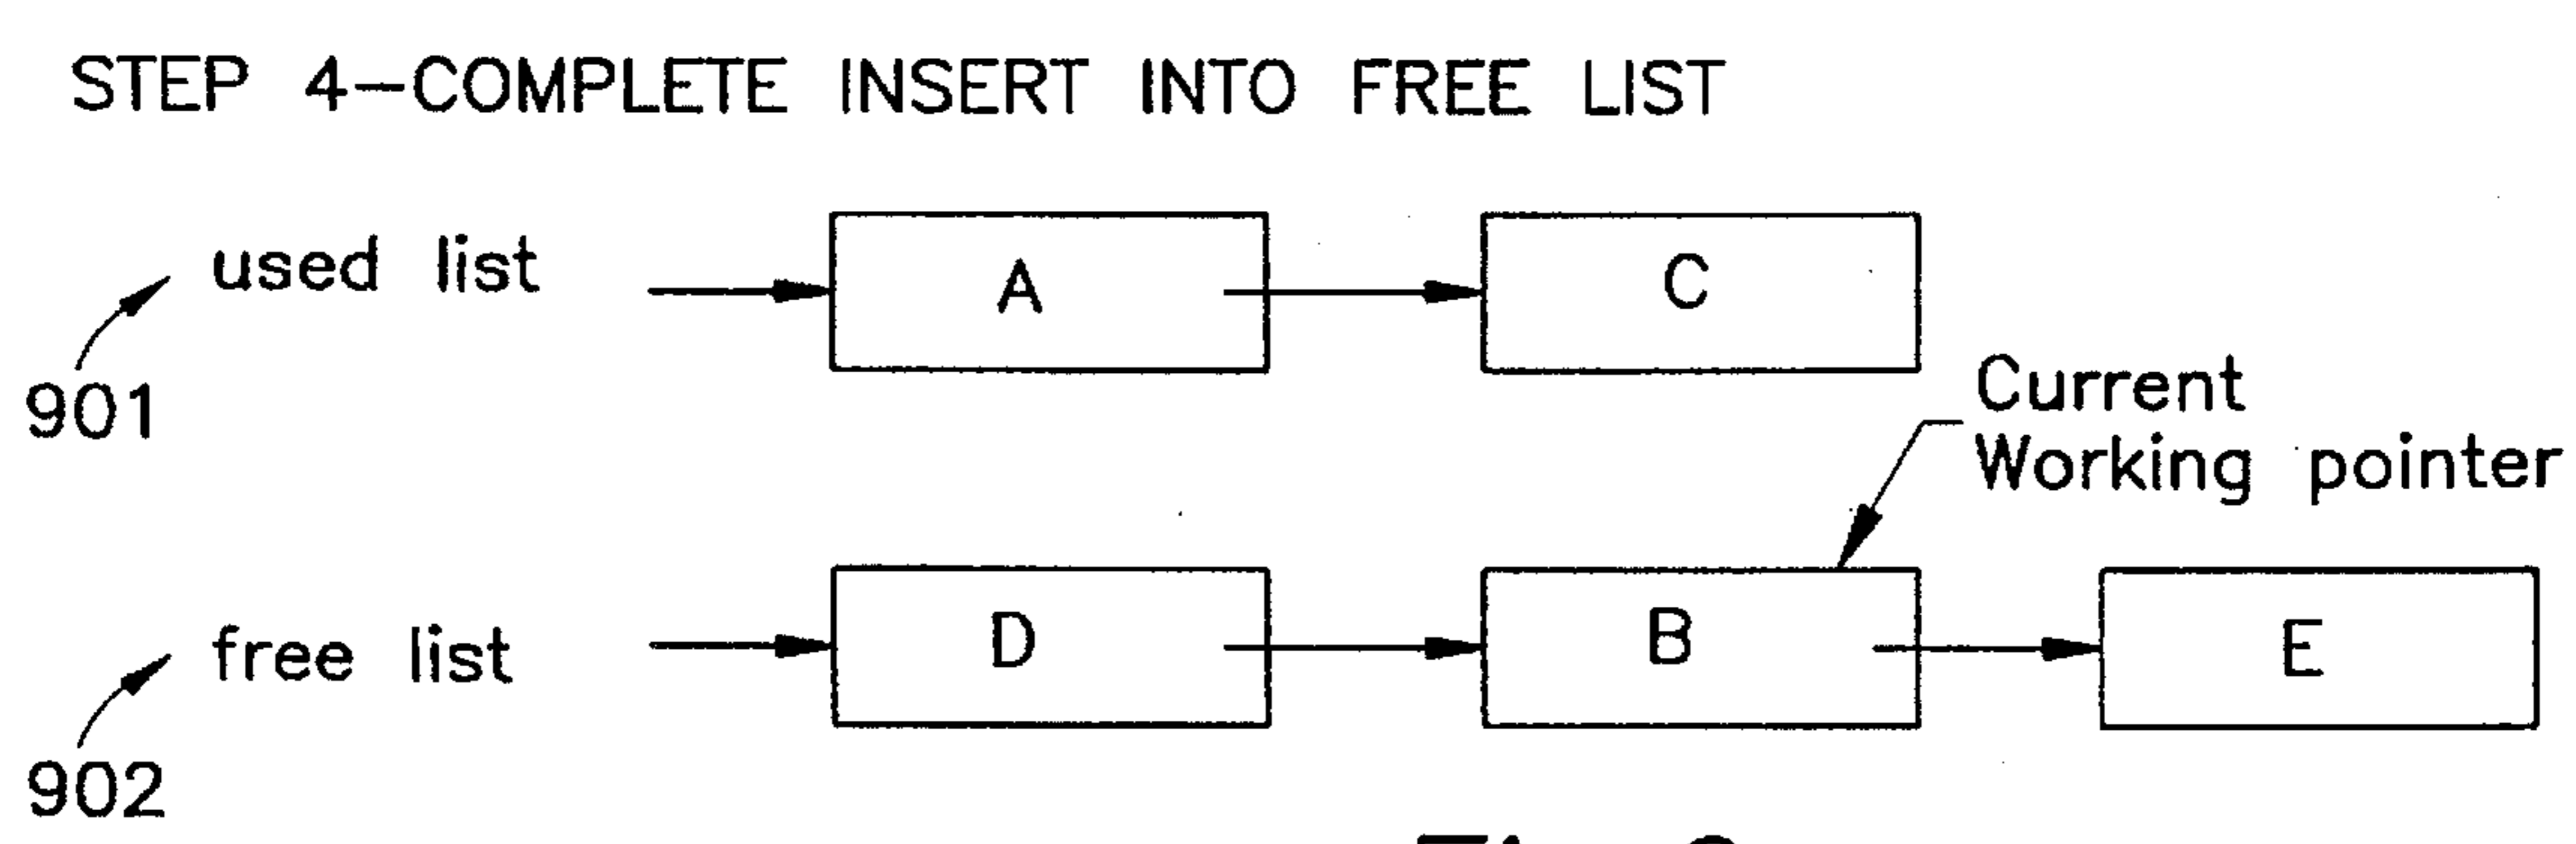 STEP 4-COMPLETE INSERT INTO FREE LIST
used list
A
C
901
Current
Working pointer
free list
D
B
E
902